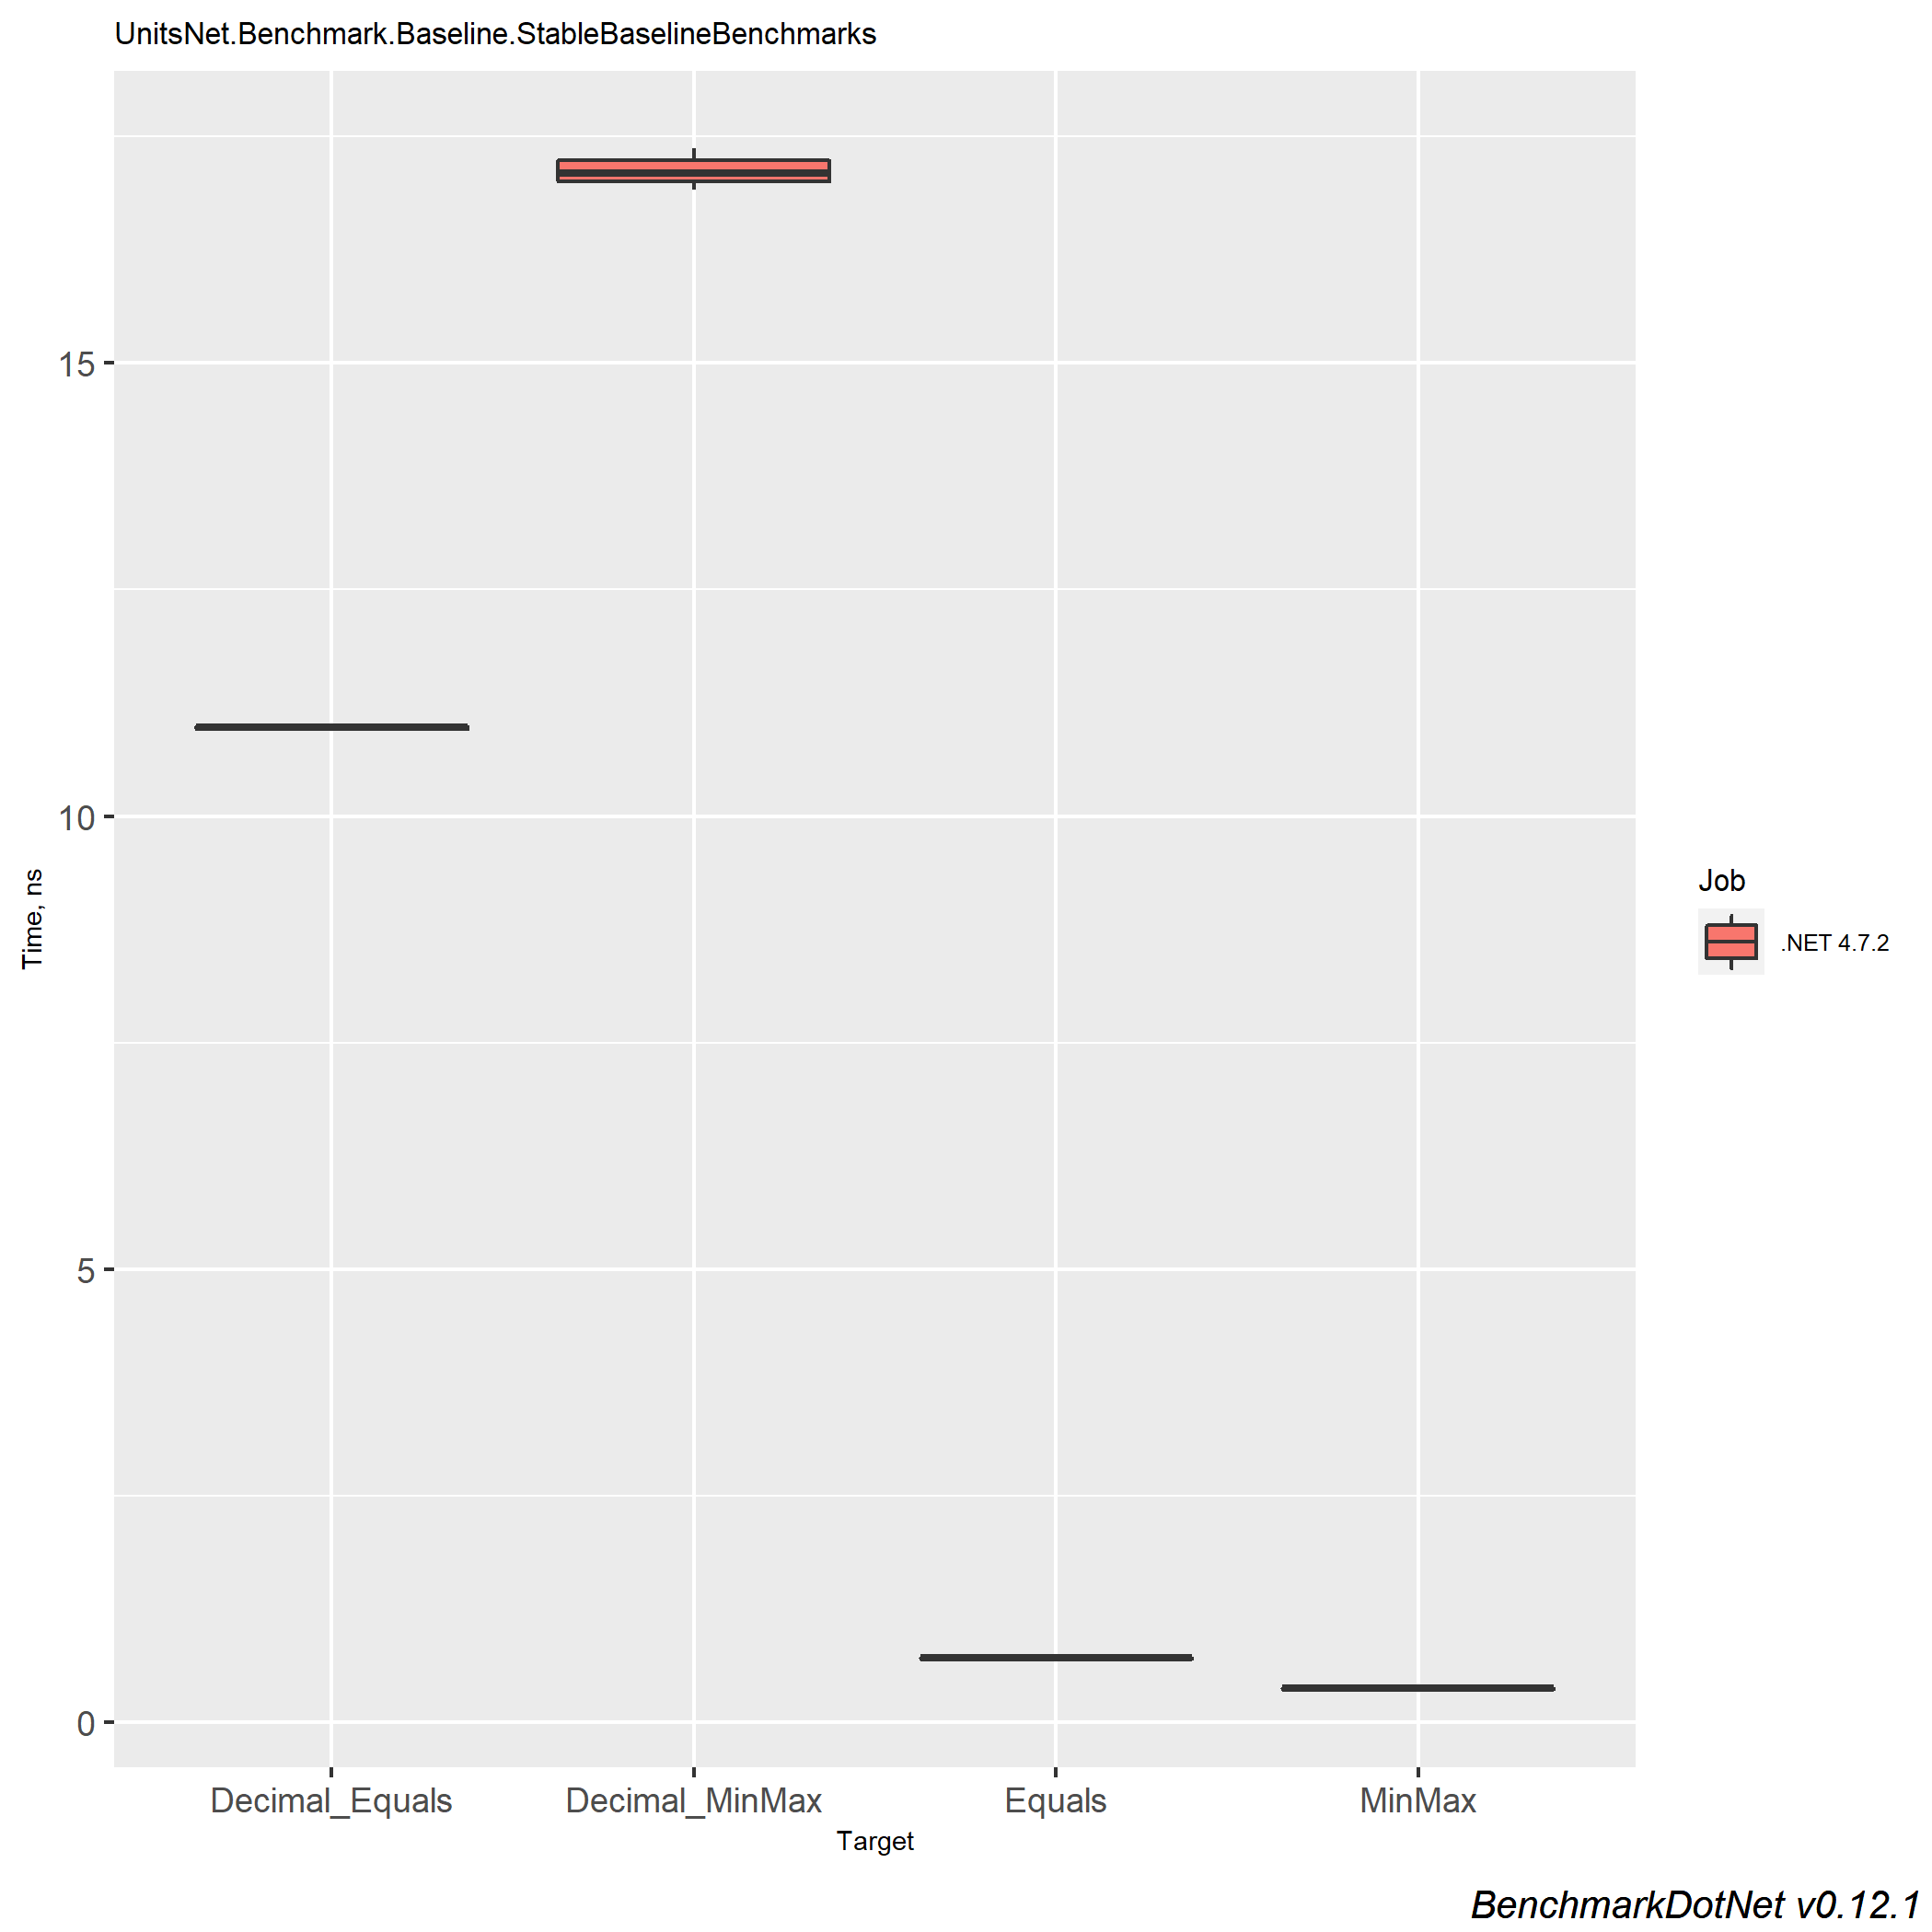 UnitsNet.Benchmark.Baseline.StableBaselineBenchmarks
Time, ns
15
10
5
0
Decimal_Equals
Decimal_MinMax
Equals
MinMax
Target
Job
.NET 4.7.2
BenchmarkDotNet v0.12.1